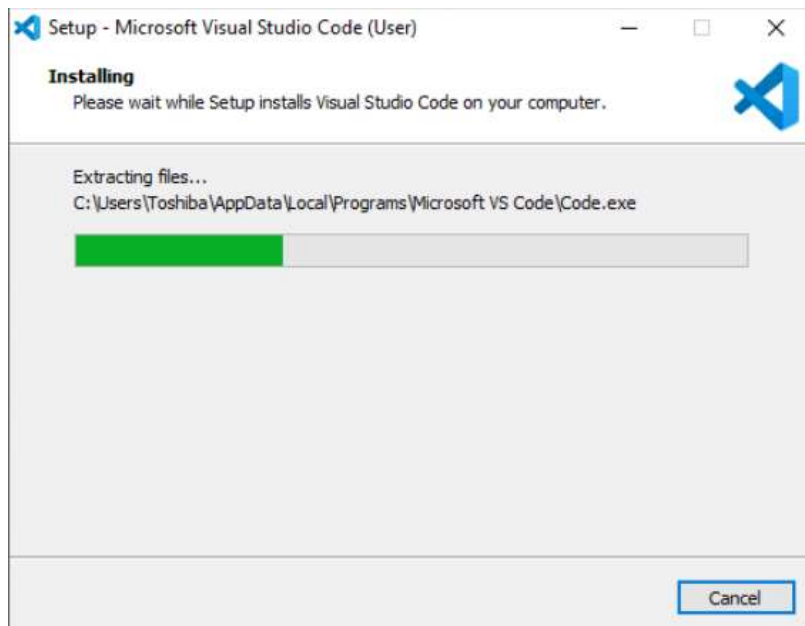 Setup - Microsoft Visual Studio Code (User)
Installing
Please wait while Setup installs Visual Studio Code on your computer.
Extracting files...
C:\Users\Toshiba\AppData\Local\Programs\Microsoft VS Code\Code.exe
Cancel